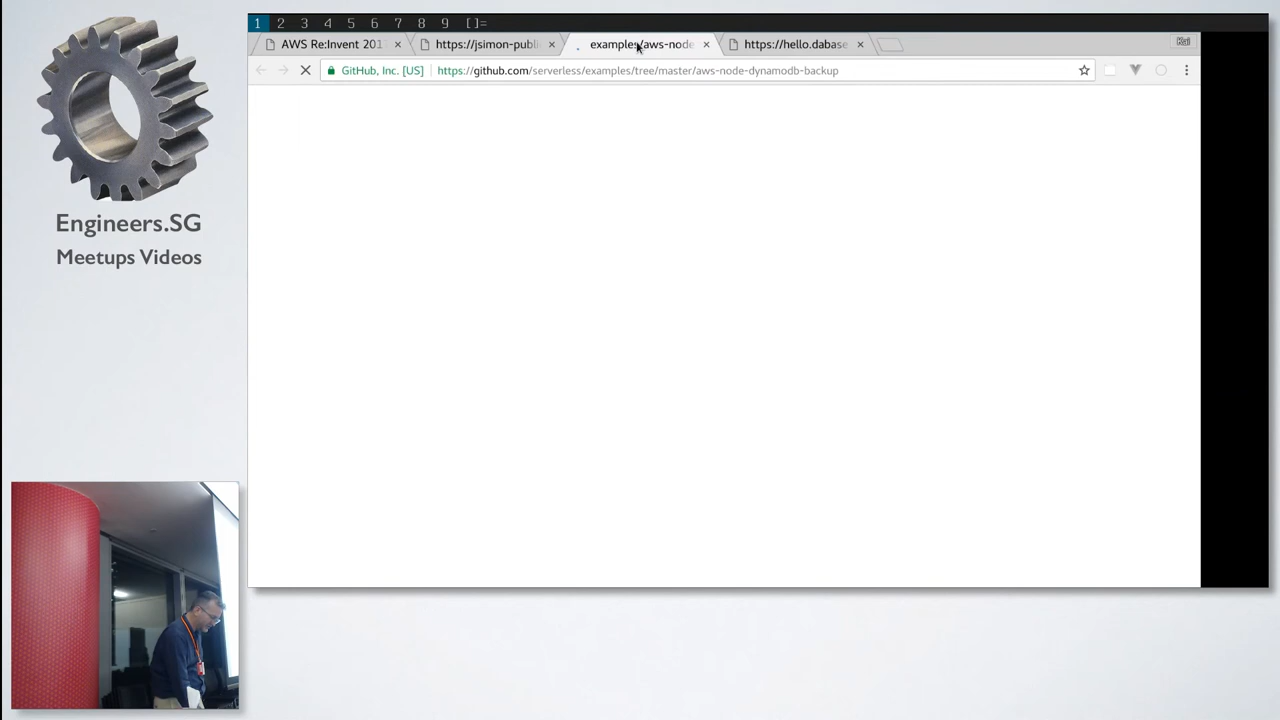 1 2 3 4 5 6 7 8 9 []=
AWS Re:Invent 201
https://jsimon-publi
examples/aws-node
https://hello.dabase
Kai
GitHub, Inc. [US]
https://github.com/serverless/examples/tree/master/aws-node-dynamodb-backup
Engineers.SG
Meetups Videos